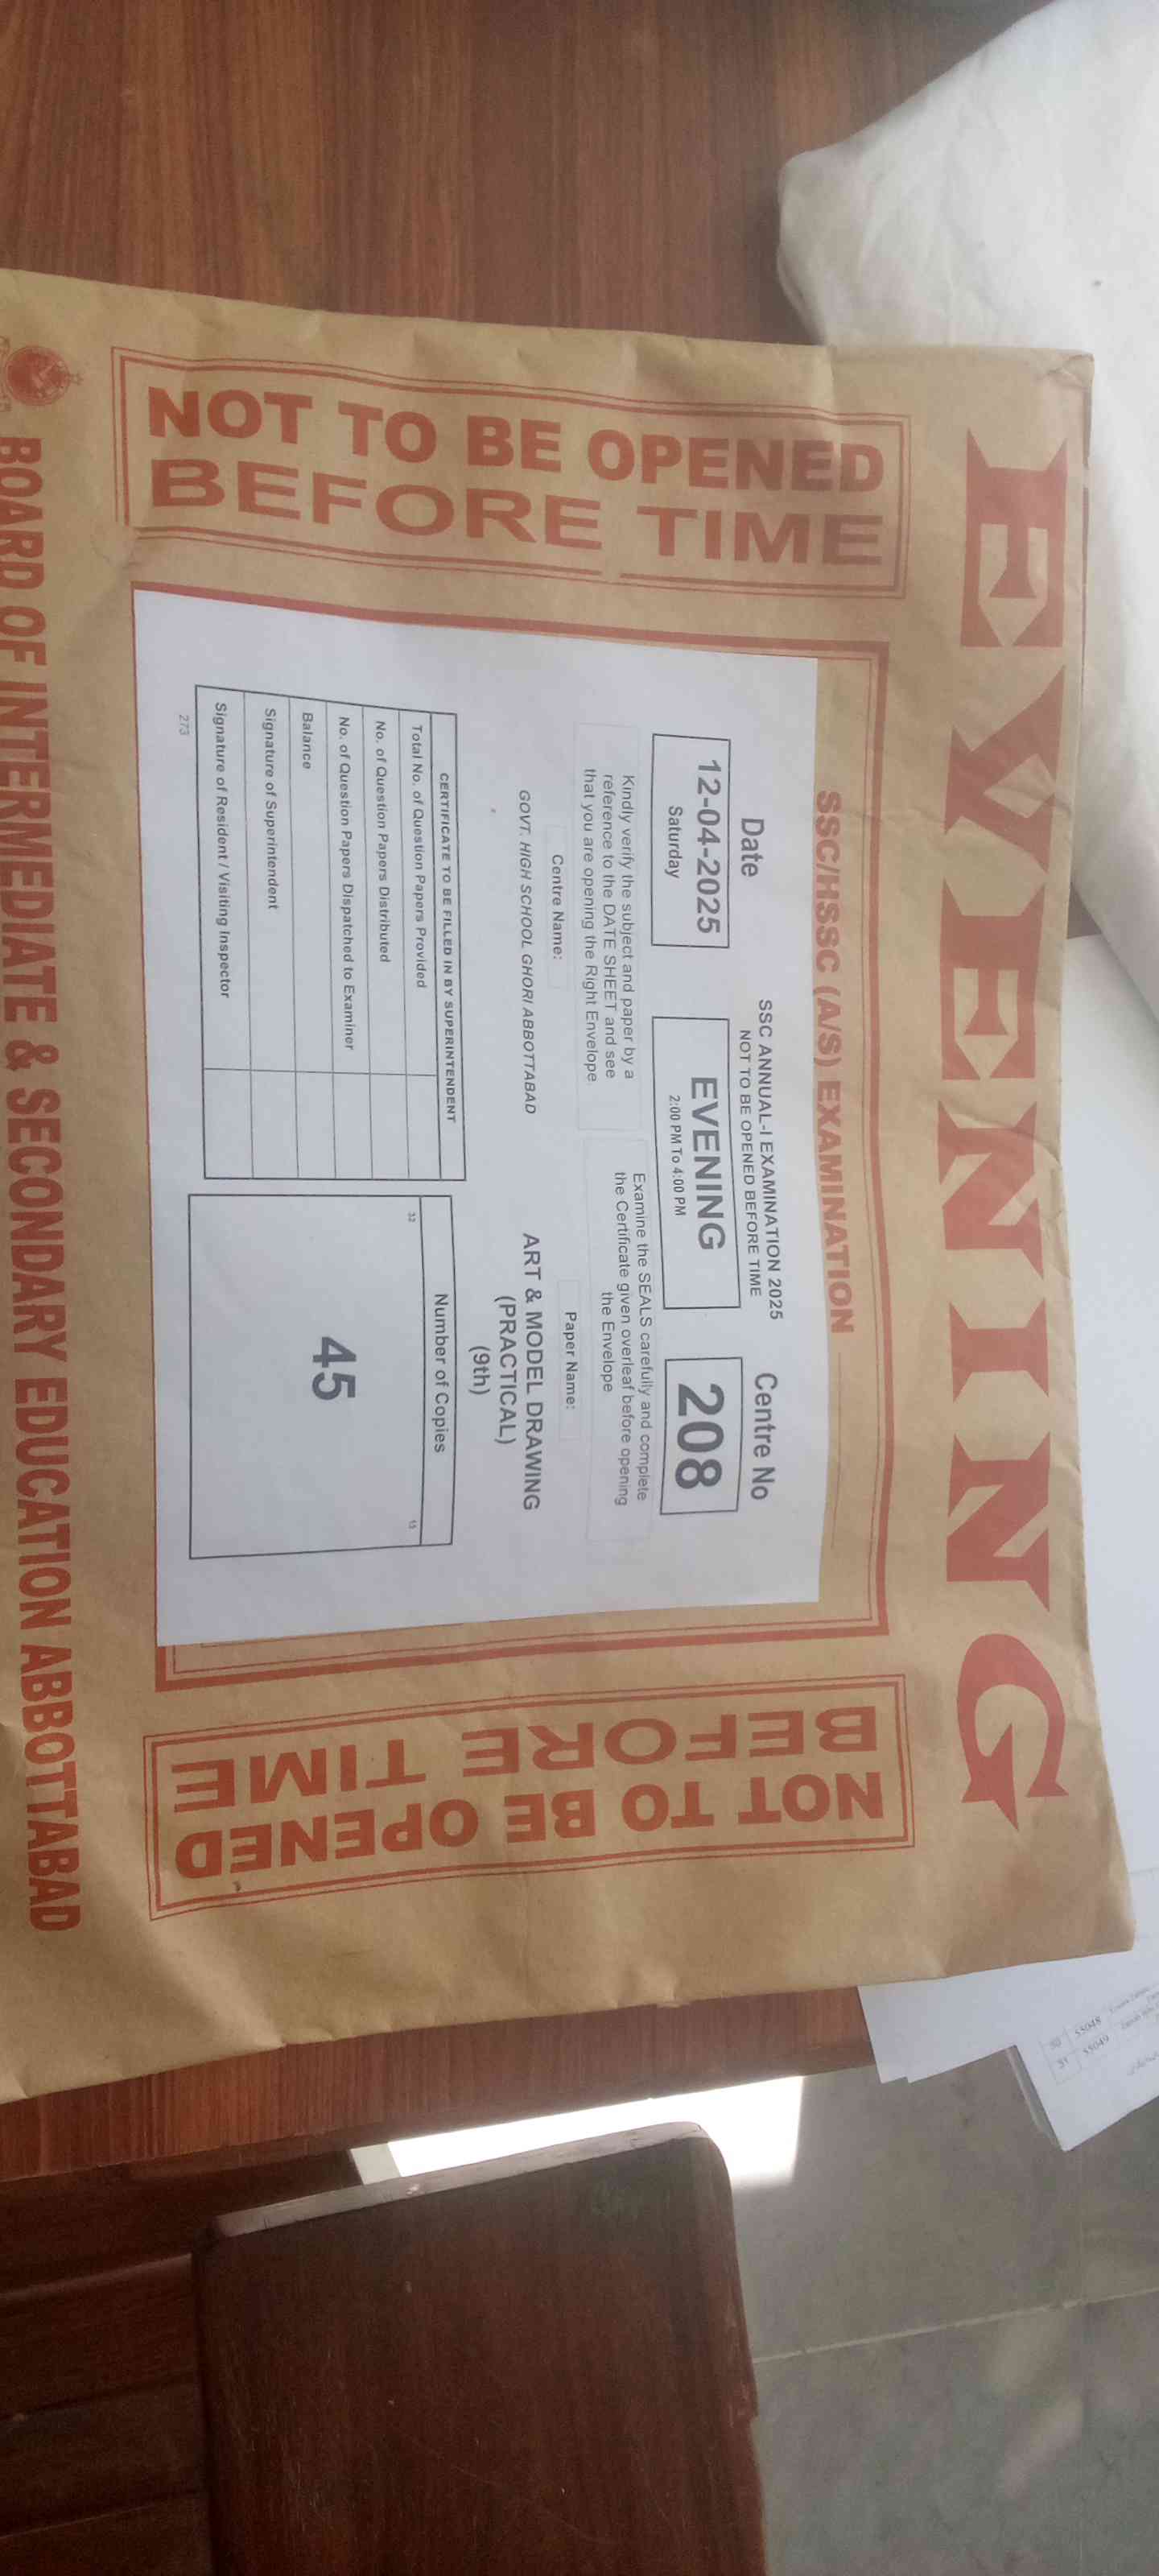 EVENING
NOT TO BE OPENED
BEFORE TIME
SSC/HSSC (A/S) EXAMINATION
SSC ANNUAL-I EXAMINATION 2025
NOT TO BE OPENED BEFORE TIME
Date
12-04-2025
Saturday
EVENING
2:00 PM To 4:00 PM
Centre No
208
Kindly verify the subject and paper by a
reference to the DATE SHEET and see
that you are opening the Right Envelope
Examine the SEALS carefully and complete
the Certificate given overleaf before opening
the Envelope
Centre Name:
GOVT. HIGH SCHOOL GHORI ABBOTTABAD
Paper Name:
ART & MODEL DRAWING
(PRACTICAL)
(9th)
CERTIFICATE TO BE FILLED IN BY SUPERINTENDENT
Total No. of Question Papers Provided
No. of Question Papers Distributed
No. of Question Papers Dispatched to Examiner
Balance
Signature of Superintendent
Signature of Resident / Visiting Inspector
273
Number of Copies
32
13
45
NOT TO BE OPENED
BEFORE TIME
BOARD OF INTERMEDIATE & SECONDARY EDUCATION ABBOTTABAD
50 55048
51 55049